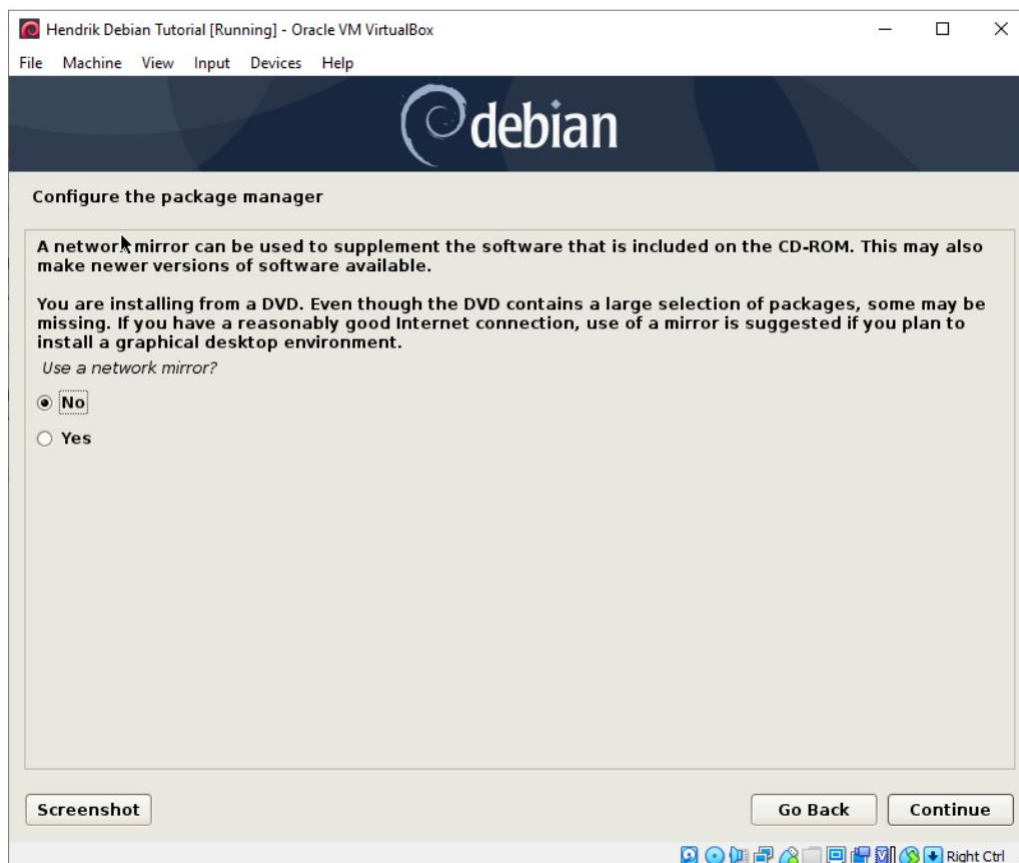 Hendrik Debian Tutorial [Running] - Oracle VM VirtualBox
File Machine View Input Devices Help
debian
Configure the package manager
A network mirror can be used to supplement the software that is included on the CD-ROM. This may also
make newer versions of software available.
You are installing from a DVD. Even though the DVD contains a large selection of packages, some may be
missing. If you have a reasonably good Internet connection, use of a mirror is suggested if you plan to
install a graphical desktop environment.
Use a network mirror?
No
Yes
Screenshot Go Back Continue
Right Ctrl